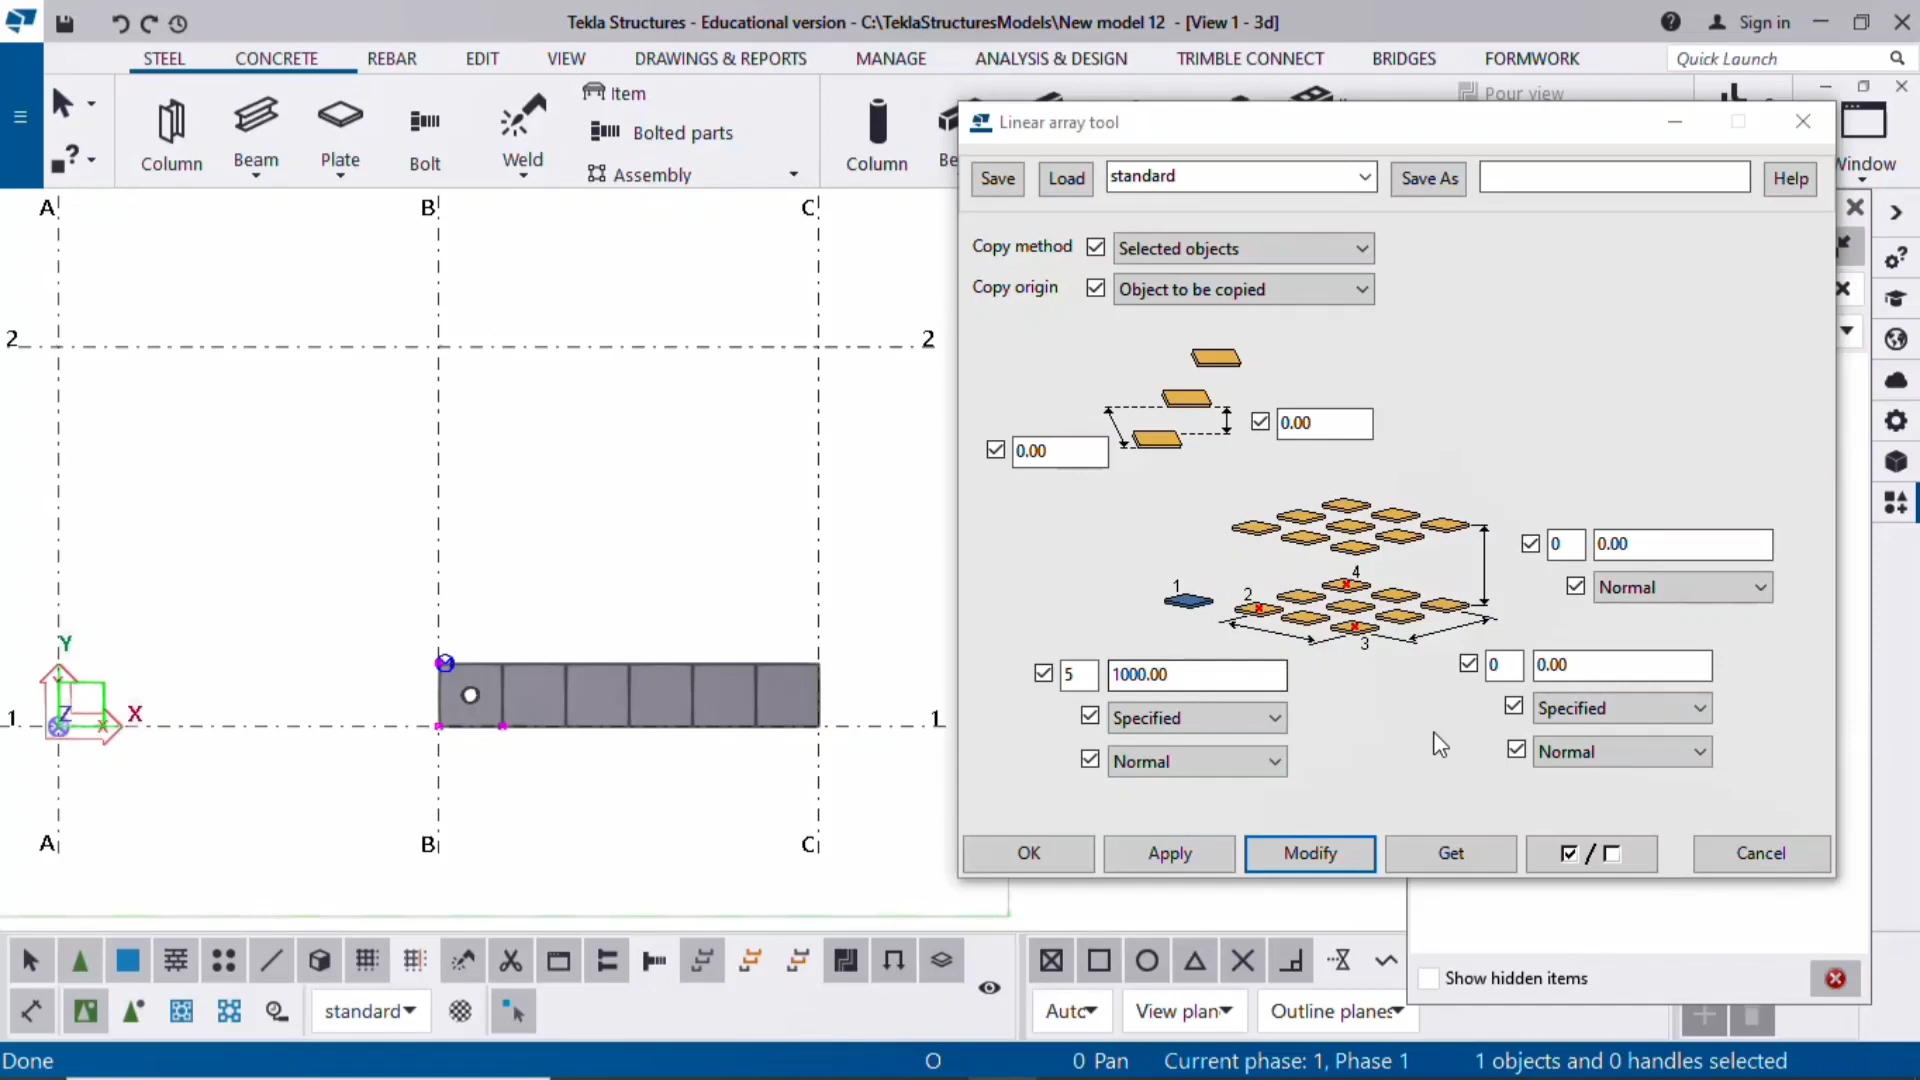 Tekla Structures - Educational version - C:\TeklaStructuresModels\New model 12 - [View 1 - 3d]
Sign in
STEEL CONCRETE REBAR EDIT VIEW DRAWINGS & REPORTS MANAGE ANALYSIS & DESIGN TRIMBLE CONNECT BRIDGES FORMWORK Quick Launch
Item
Bolted parts
Assembly
Column Beam Plate Bolt Weld Column
Pour view
Window
Linear array tool
Save Load standard Save As Help
Copy method Selected objects
Copy origin Object to be copied
0.00
0.00
0 0.00
Normal
1 2 3 4
5 1000.00
Specified
Normal
0 0.00
Specified
Normal
OK Apply Modify Get / Cancel
A B C
2 2
Y
Z X
x
1 1
A B C
Show hidden items
standard
Auto View plan Outline planes
Done O 0 Pan Current phase: 1, Phase 1 1 objects and 0 handles selected